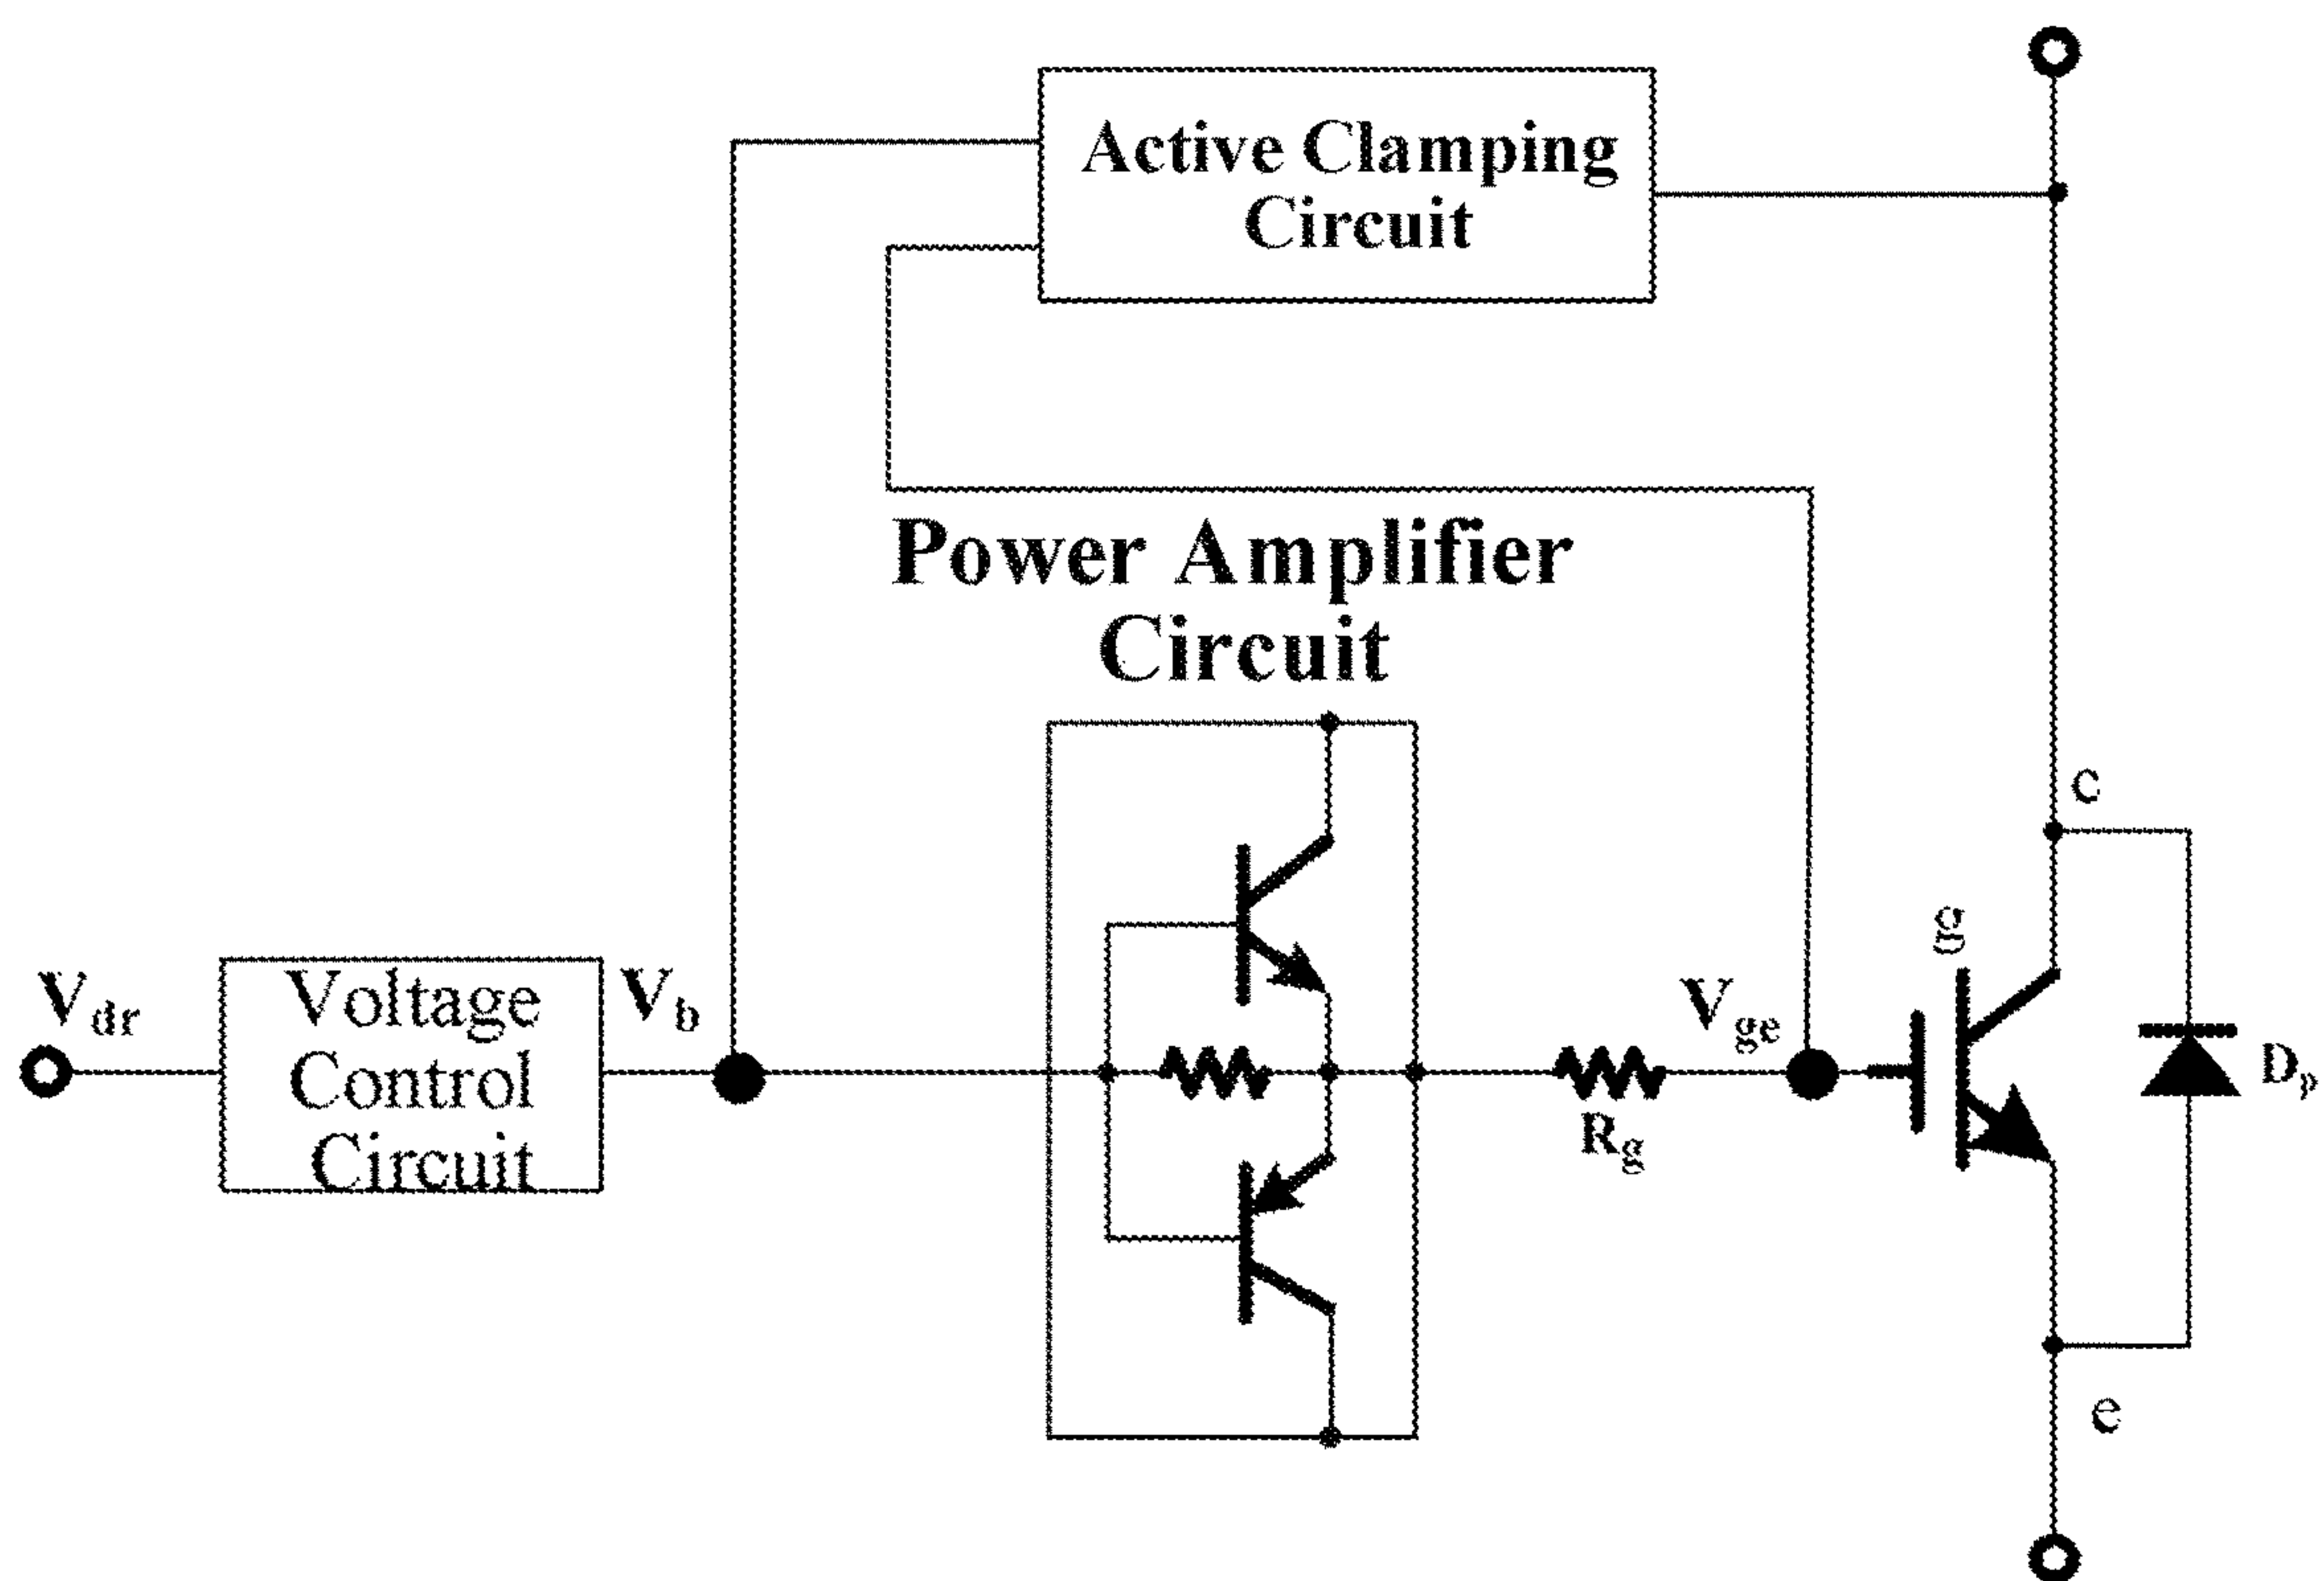 Active Clamping
Circuit
Power Amplifier
Circuit
c
g
Vdr
Voltage
Control
Circuit
Vb
Vge
Rg
Dp
e